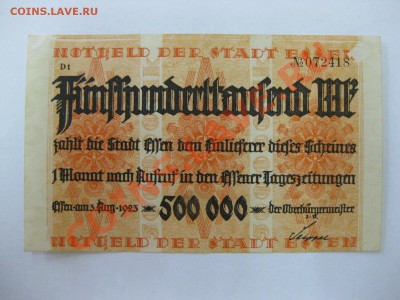 COINS.LAVE.RU
NOTGELD DER STADT ESSEN
D1
№072418
Fünfhunderttausend Mk
zahlt die Stadt Essen dem Einlieferer dieses Scheines
1 Monat nach Aufruf in den Essener Tageszeitungen
Essen-am 3. Aug-1923 500 000 der Oberbürgermeister
NOTGELD DER STADT ESSEN